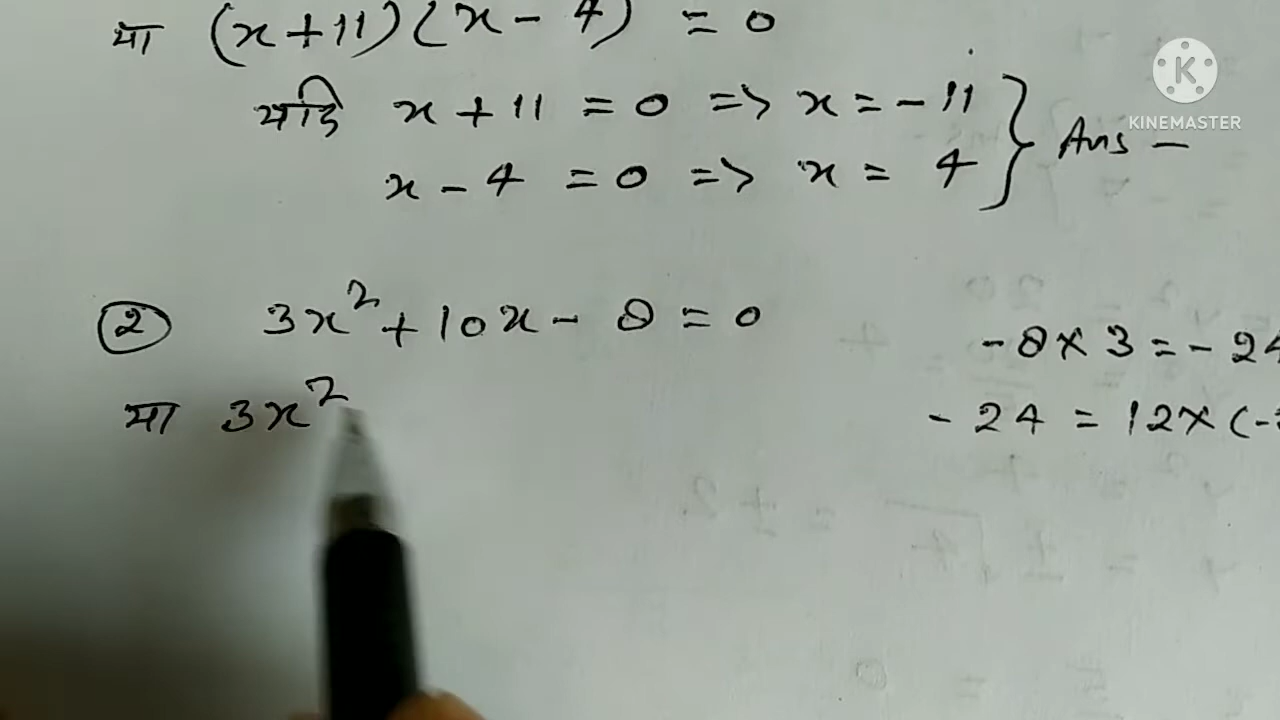 या (x+11)(x-4) = 0
यदि x+11 = 0 => x = -11
x-4 = 0 => x = 4 } Ans -
② 3x²+10x-8=0
-8×3=-24
या 3x²
-24 = 12×(-
KINEMASTER